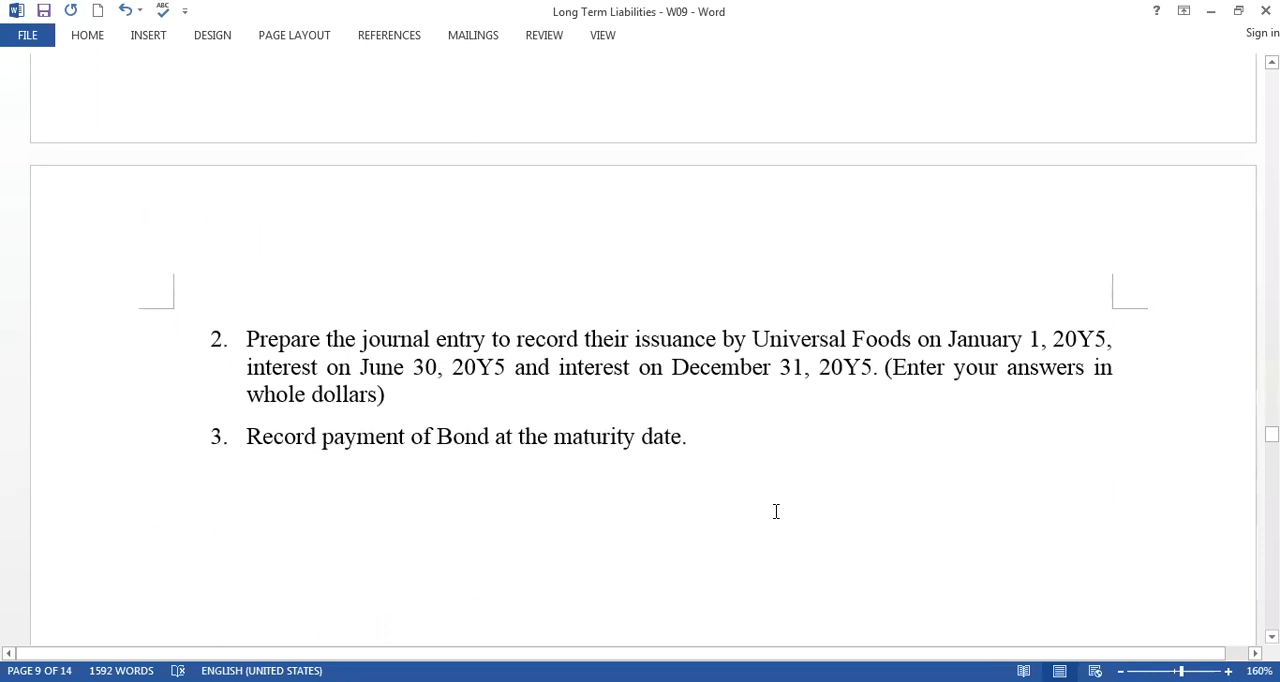 Long Term Liabilities - W09 - Word
?
Sign in
FILE HOME INSERT DESIGN PAGE LAYOUT REFERENCES MAILINGS REVIEW VIEW
2. Prepare the journal entry to record their issuance by Universal Foods on January 1, 20Y5,
interest on June 30, 20Y5 and interest on December 31, 20Y5. (Enter your answers in
whole dollars)
3. Record payment of Bond at the maturity date.
PAGE 9 OF 14 1592 WORDS ENGLISH (UNITED STATES) 160%